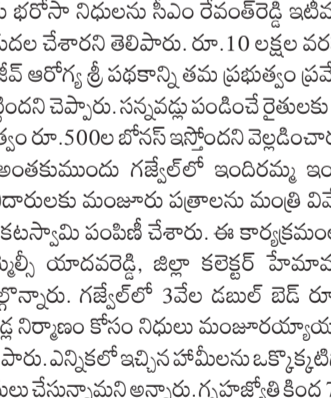 భరోసా నిధులను సీఎం రేవంత్‌రెడ్డి ఇటీవ
దల చేశారని తెలిపారు. రూ.10 లక్షల వర
జీవ్ ఆరోగ్య శ్రీ పథకాన్ని తమ ప్రభుత్వం ప్రవే
ట్టిందని చెప్పారు. సన్నవడ్లు పండించే రైతులకు
త్వం రూ.500ల బోనస్ ఇస్తోందని వెల్లడించార
అంతకుముందు గజ్వేల్‌లో ఇందిరమ్మ ఇం
దారులకు మంజూరు పత్రాలను మంత్రి వివే
కటస్వామి పంపిణీ చేశారు. ఈ కార్యక్రమంల
మ్మెల్సీ యాదవరెడ్డి, జిల్లా కలెక్టర్ హేమావ
ల్గొన్నారు. గజ్వేల్‌లో 3వేల డబుల్ బెడ్ రూ
డ్ల నిర్మాణం కోసం నిధులు మంజూరయ్యాయ
పారు. ఎన్నికలో ఇచ్చిన హామీలను ఒక్కొక్కటి
లు చేస్తున్నామని అన్నారు. గృహజ్యోతి కింద